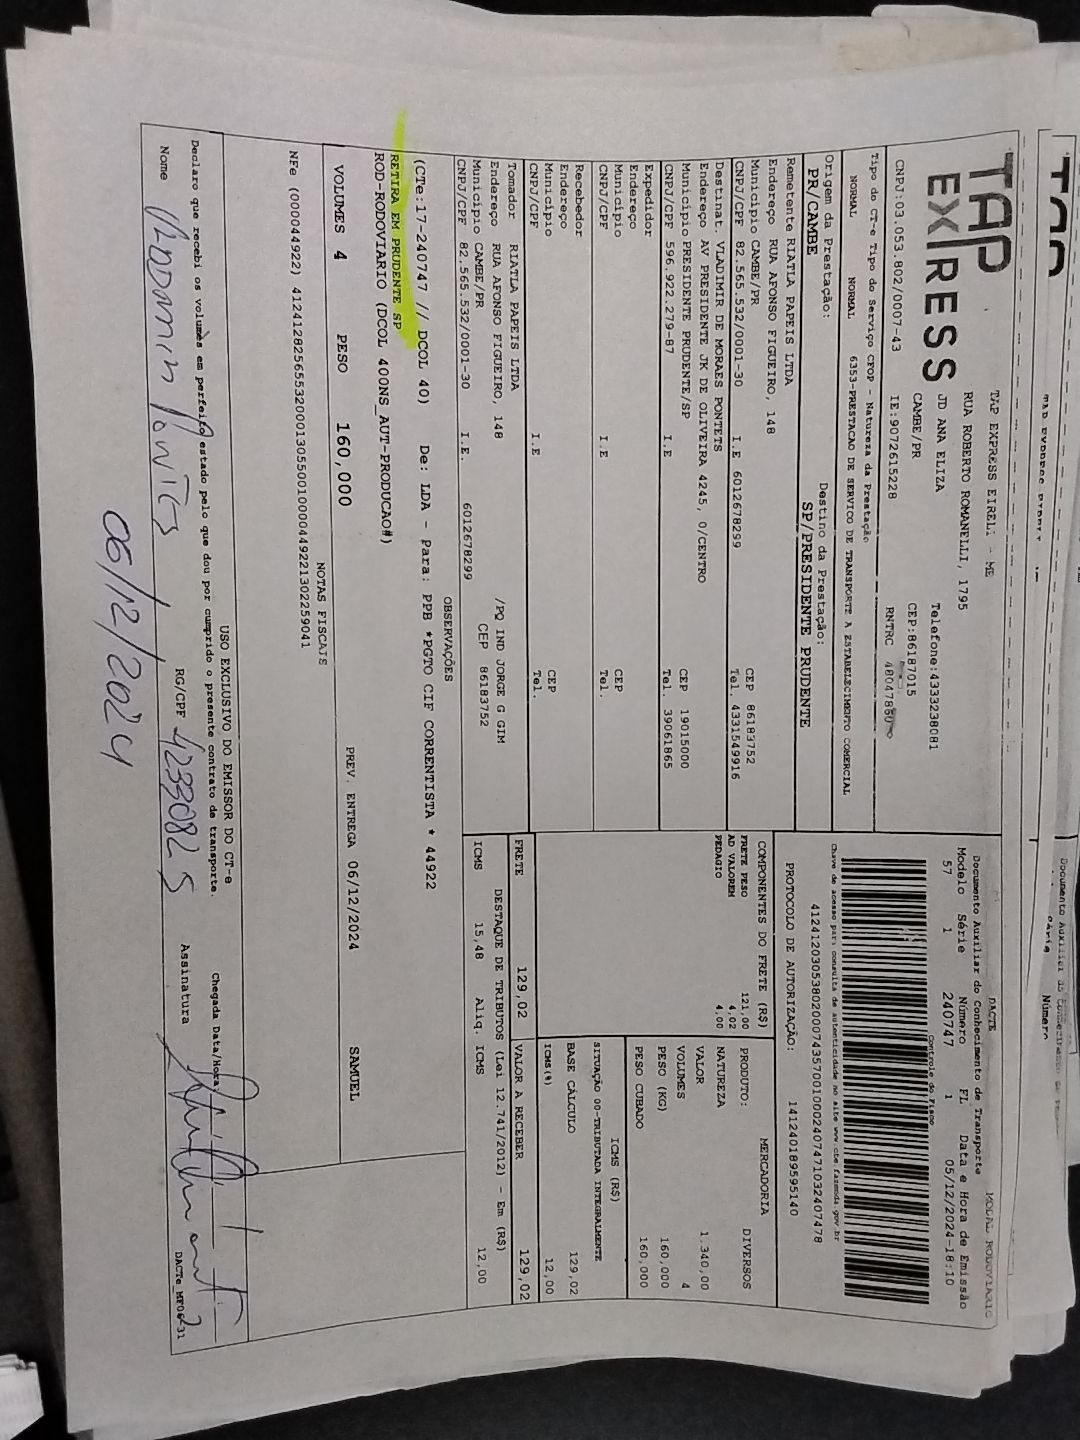 TAP EXPRESS
TAP EXPRESS EIRELI - ME
RUA ROBERTO ROMANELLI, 1795
JD ANA ELIZA
CAMBE/PR
Telefone:4333238081
CEP:86187015
CNPJ:03.053.802/0007-43 IE:9072615228 RNTRC
Tipo do CT-e Tipo do Serviço CFOP - Natureza da Prestação
NORMAL NORMAL 6353-PRESTACAO DE SERVICO DE TRANSPORTE A ESTABELECIMENTO COMERCIAL
Origem da Prestação: Destino da Prestação:
PR/CAMBE SP/PRESIDENTE PRUDENTE
Remetente RIATLA PAPEIS LTDA
Endereço RUA AFONSO FIGUEIRO, 148
Município CAMBE/PR CEP 86183752
CNPJ/CPF 82.565.532/0001-30 I.E 6012678299 Tel. 4331549916
Destinat. VLADIMIR DE MORAES PONTETS
Endereço AV PRESIDENTE JK DE OLIVEIRA 4245, 0/CENTRO
Município PRESIDENTE PRUDENTE/SP CEP 19015000
CNPJ/CPF 596.922.279-87 I.E Tel. 39061865
Expedidor
Endereço
Município CEP
CNPJ/CPF I.E Tel.
Recebedor
Endereço
Município CEP
CNPJ/CPF I.E Tel.
Tomador RIATLA PAPEIS LTDA
Endereço RUA AFONSO FIGUEIRO, 148 /PQ IND JORGE G GIM
Município CAMBE/PR CEP 86183752
CNPJ/CPF 82.565.532/0001-30 I.E. 6012678299
DACTE MODAL RODOVIARIO
Documento Auxiliar do Conhecimento de Transporte
Modelo Série Número FL Data e Hora de Emissão
57 1 240747 1 05/12/2024-18:10
Controle do Fisco
Chave de acesso para consulta de autenticidade no site www.cte.fazenda.gov.br
41241203053802000743570010002407471032407478
PROTOCOLO DE AUTORIZAÇÃO: 141240189595140
COMPONENTES DO FRETE (R$)
FRETE PESO 121,00
AD VALOREM 4,02
PEDAGIO 4,00
MERCADORIA
PRODUTO: DIVERSOS
NATUREZA
VALOR 1.340,00
VOLUMES 4
PESO (KG) 160,000
PESO CUBADO 160,000
ICMS (R$)
SITUAÇÃO 00-TRIBUTADA INTEGRALMENTE
BASE CÁLCULO 129,02
ICMS(%) 12,00
FRETE 129,02 VALOR A RECEBER 129,02
DESTAQUE DE TRIBUTOS (Lei 12.741/2012) - Em (R$)
ICMS 15,48 Aliq. ICMS 12,00
OBSERVAÇÕES
(CTe:17-240747 /// DCOL 40) De: LDA - Para: PPB *PGTO CIF CORRENTISTA * 44922
RETIRA EM PRUDENTE SP
ROD-RODOVIARIO (DCOL 400NS_AUT-PRODUCAO#)
VOLUMES 4 PESO 160,000 PREV. ENTREGA 06/12/2024 SAMUEL
NOTAS FISCAIS
NFe (000044922) 41241282565532000130550010000449221302259041
USO EXCLUSIVO DO EMISSOR DO CT-e
Declaro que recebi os volumes em perfeito estado pelo que dou por cumprido o presente contrato de transporte. Chegada Data/Hora
Nome RG/CPF 4233082 5 Assinatura
DACTe_MF06-31
06/12/2024